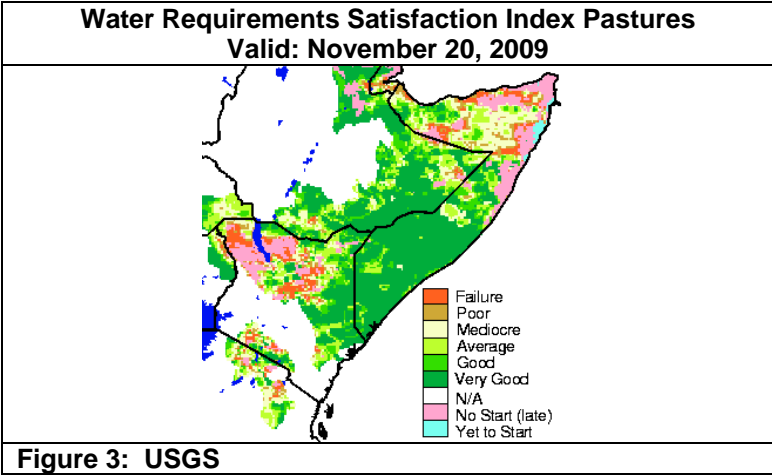 Water Requirements Satisfaction Index Pastures
Valid: November 20, 2009
Failure
Poor
Mediocre
Average
Good
Very Good
N/A
No Start (late)
Yet to Start
Figure 3: USGS